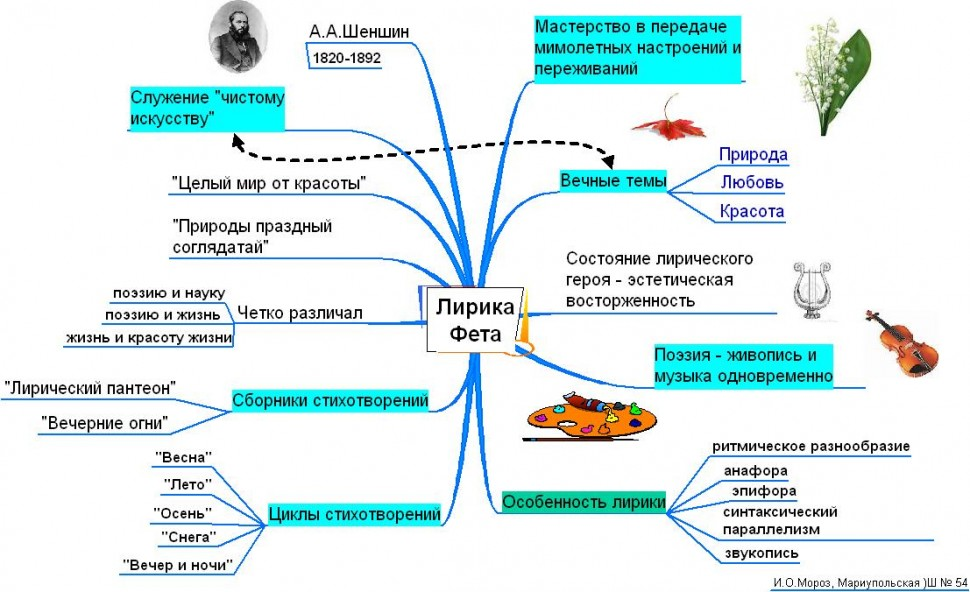 А.А.Шеншин
1820-1892
Служение "чистому
искусству"
"Целый мир от красоты"
"Природы праздный
соглядатай"
поэзию и науку
поэзию и жизнь
жизнь и красоту жизни
Четко различал
"Лирический пантеон"
"Вечерние огни"
Сборники стихотворений
"Весна"
"Лето"
"Осень"
"Снега"
"Вечер и ночи"
Циклы стихотворений
Лирика
Фета
Мастерство в передаче
мимолетных настроений и
переживаний
Вечные темы
Природа
Любовь
Красота
Состояние лирического
героя - эстетическая
восторженность
Поэзия - живопись и
музыка одновременно
Особенность лирики
ритмическое разнообразие
анафора
эпифора
синтаксический
параллелизм
звукопись
И.О.Мороз, Мариупольская )Ш № 54